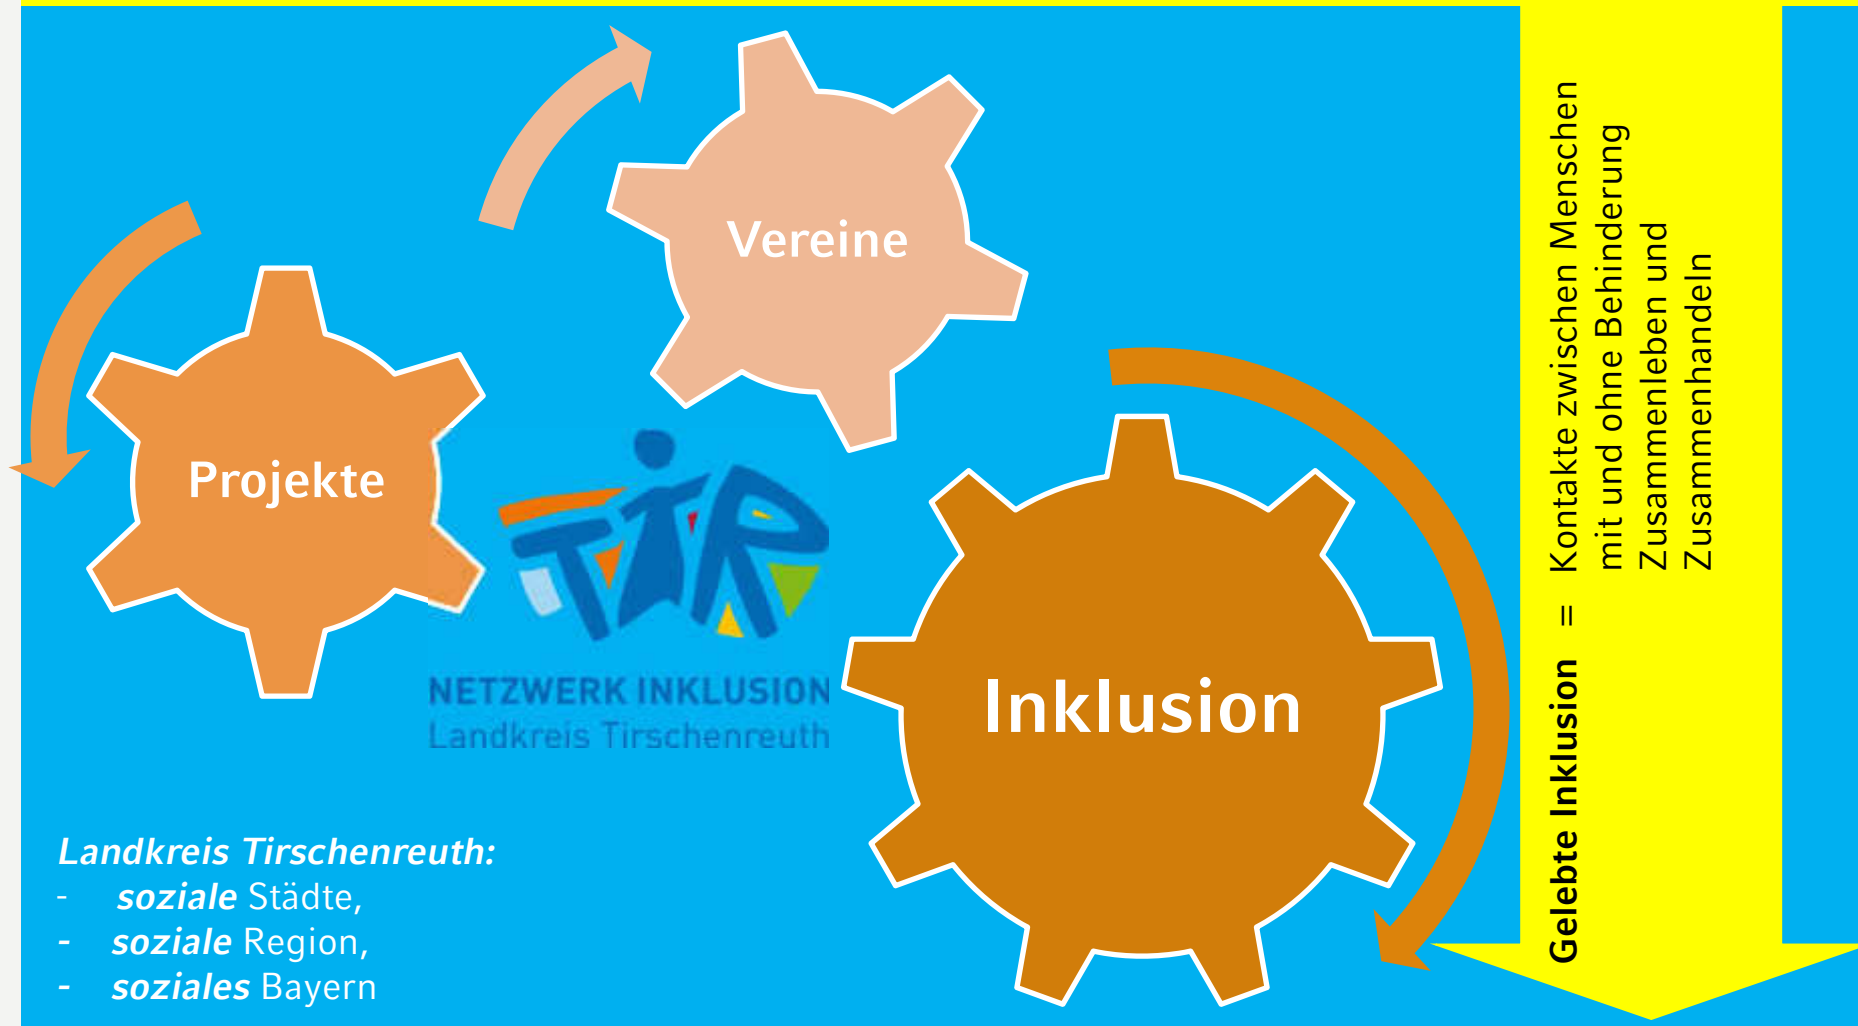 Vereine
Projekte
TIR
NETZWERK INKLUSION
Landkreis Tirschenreuth
Inklusion
Landkreis Tirschenreuth:
- soziale Städte,
- soziale Region,
- soziales Bayern
Gelebte Inklusion = Kontakte zwischen Menschen
mit und ohne Behinderung
Zusammenleben und
Zusammenhandeln